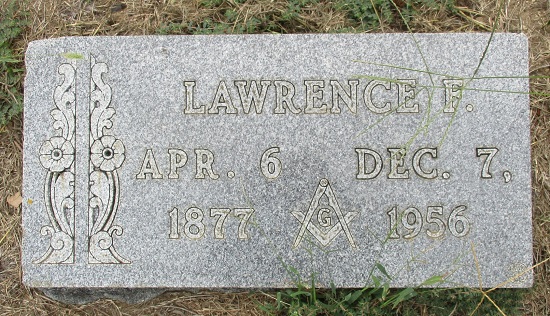 LAWRENCE F.
APR. 6 DEC. 7,
1877 G 1956